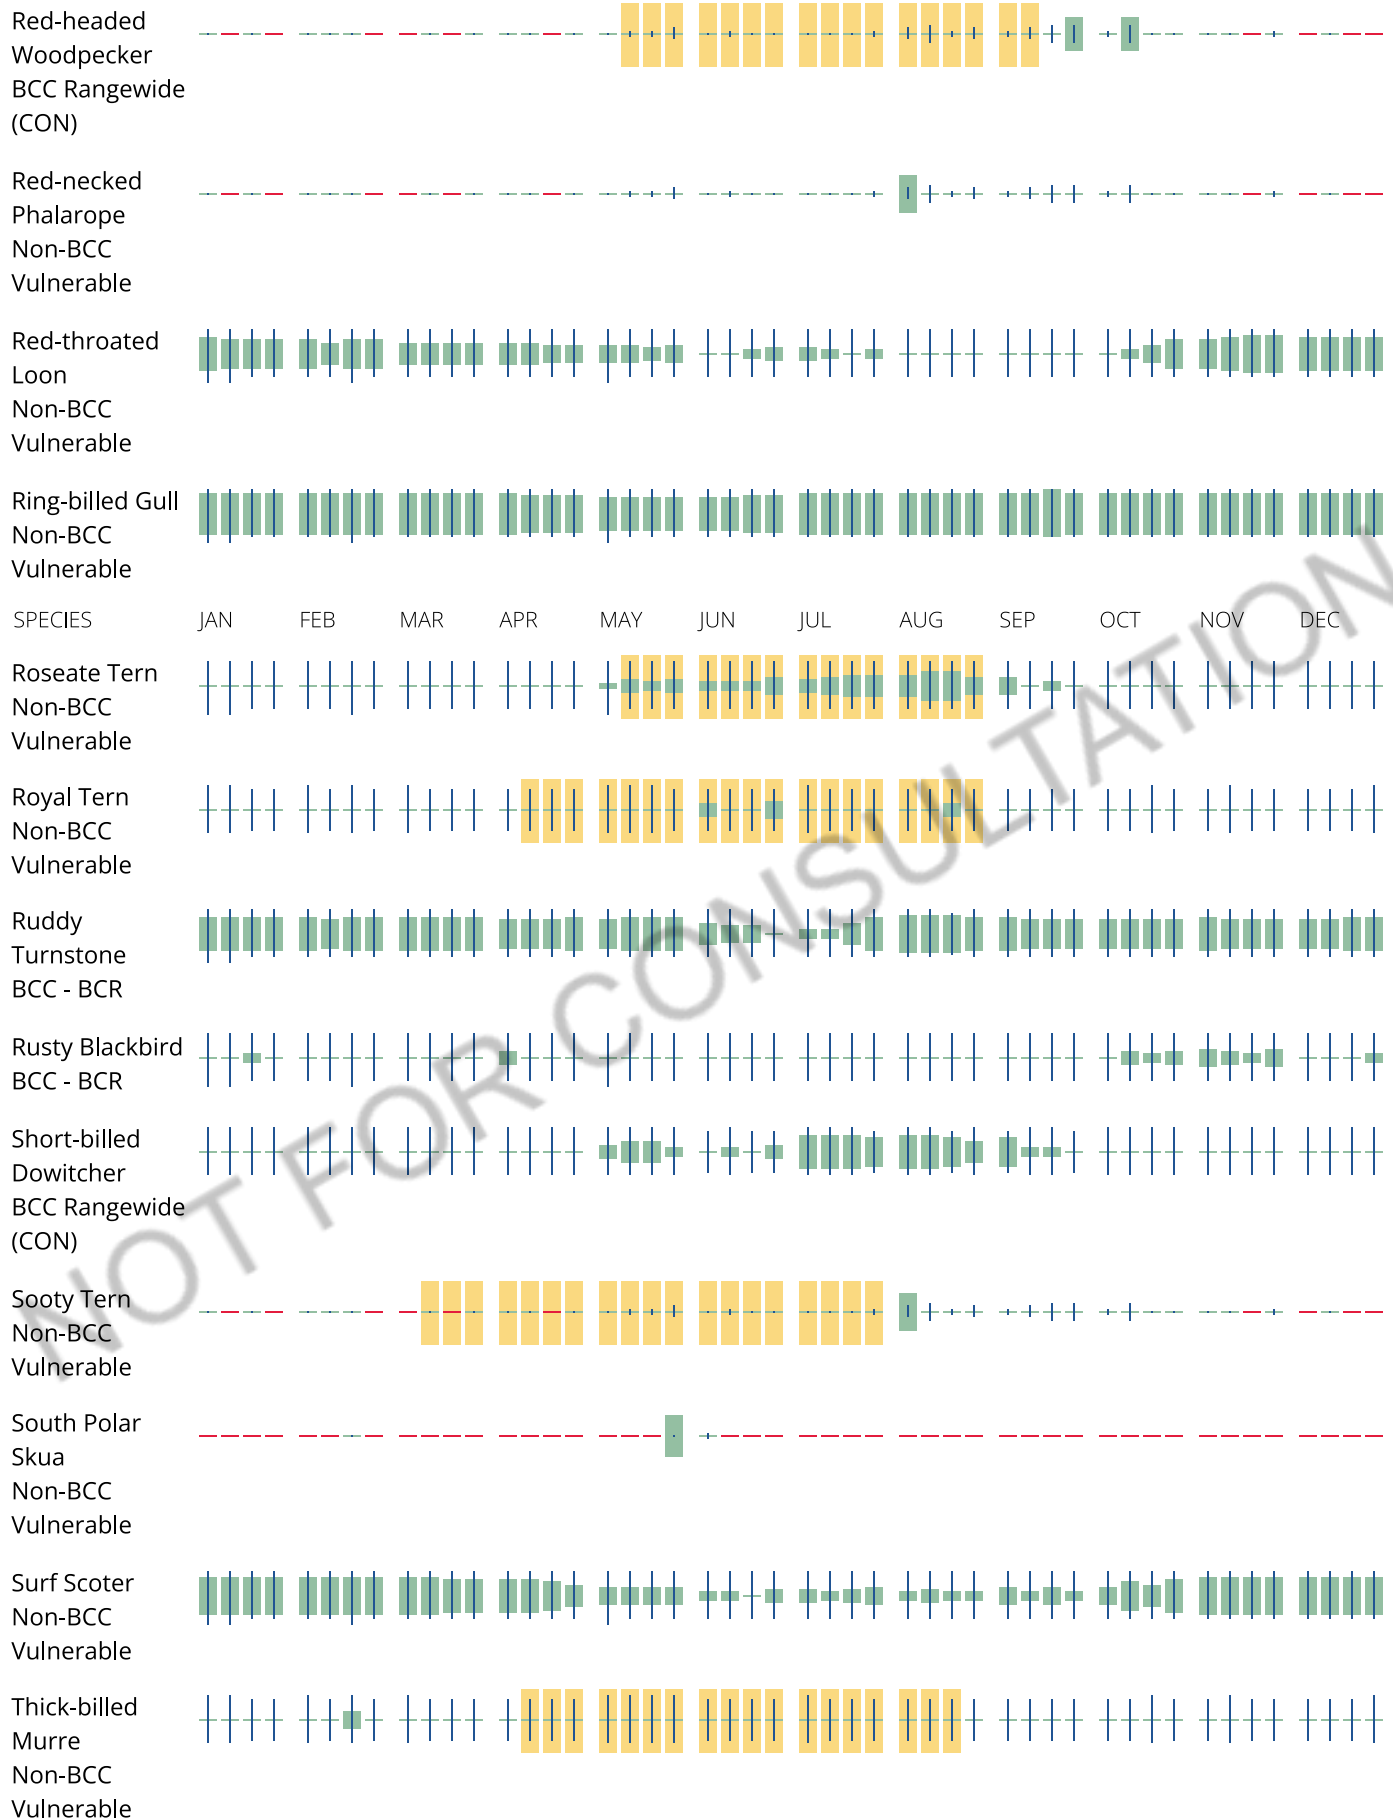 Red-headed
Woodpecker
BCC Rangewide
(CON)
Red-necked
Phalarope
Non-BCC
Vulnerable
Red-throated
Loon
Non-BCC
Vulnerable
Ring-billed Gull
Non-BCC
Vulnerable
SPECIES JAN FEB MAR APR MAY JUN JUL AUG SEP OCT NOV DEC
Roseate Tern
Non-BCC
Vulnerable
Royal Tern
Non-BCC
Vulnerable
Ruddy
Turnstone
BCC - BCR
Rusty Blackbird
BCC - BCR
Short-billed
Dowitcher
BCC Rangewide
(CON)
Sooty Tern
Non-BCC
Vulnerable
South Polar
Skua
Non-BCC
Vulnerable
Surf Scoter
Non-BCC
Vulnerable
Thick-billed
Murre
Non-BCC
Vulnerable
NOT FOR CONSULTATION